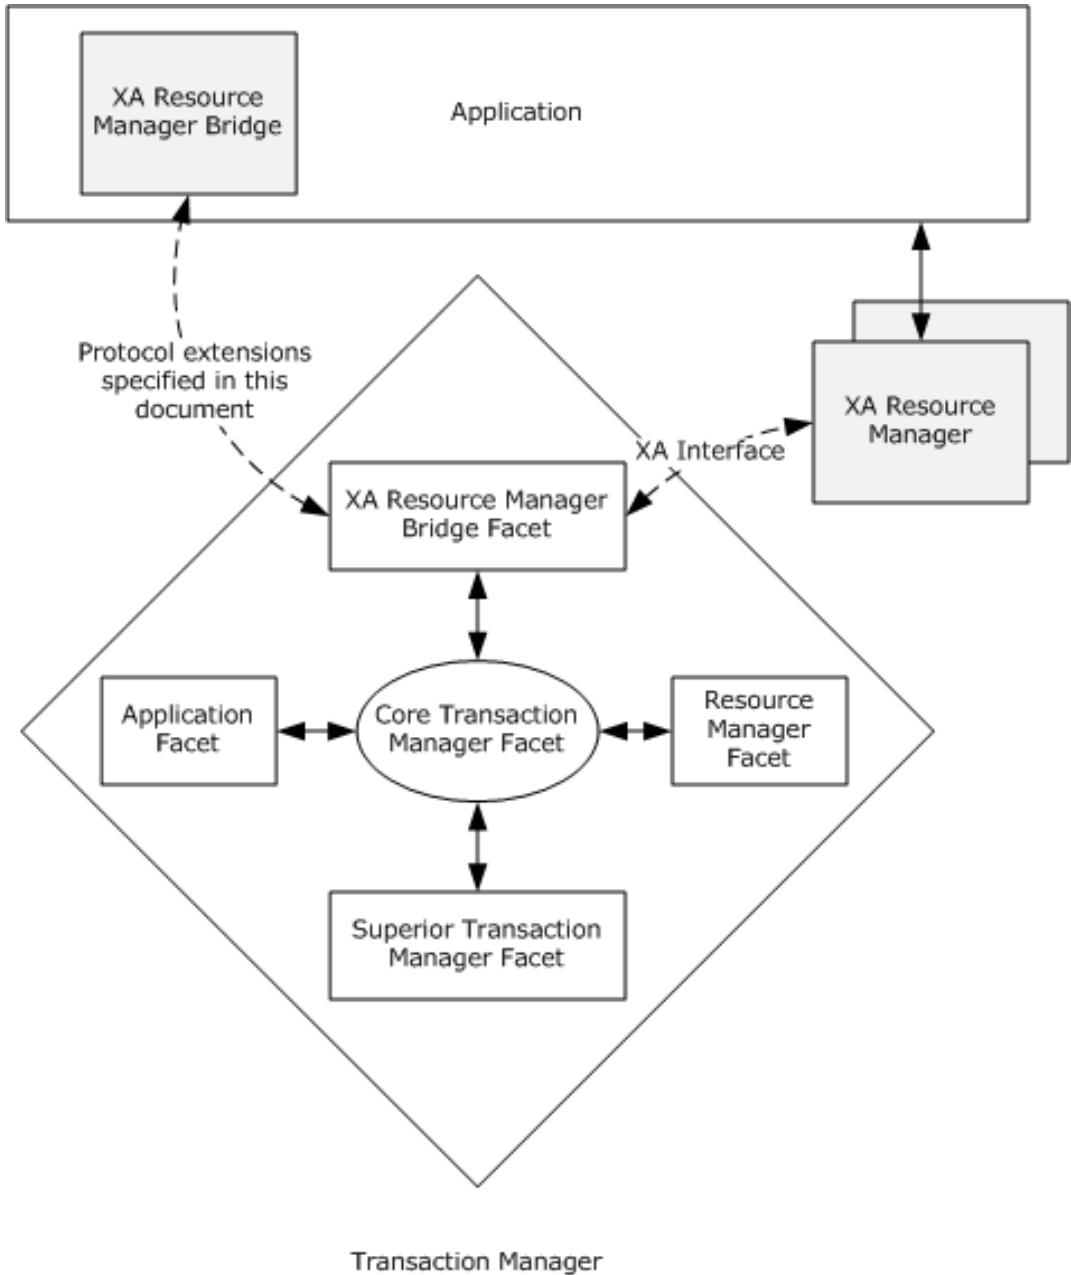 XA Resource
Manager Bridge
Application
Protocol extensions
specified in this
document
XA Resource
Manager
XA Interface
XA Resource Manager
Bridge Facet
Application
Facet
Core Transaction
Manager Facet
Resource
Manager
Facet
Superior Transaction
Manager Facet
Transaction Manager